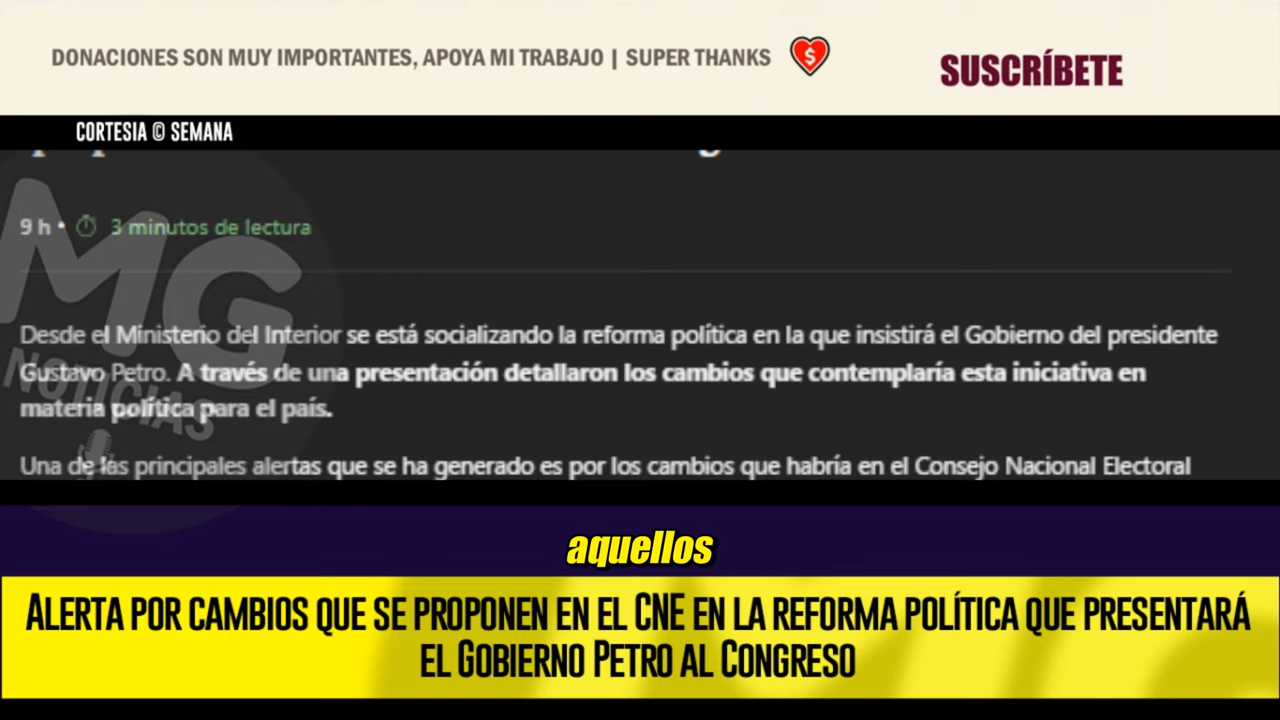 DONACIONES SON MUY IMPORTANTES, APOYA MI TRABAJO | SUPER THANKS
SUSCRÍBETE
CORTESIA © SEMANA
9 h • 3 minutos de lectura
MG
NOTICIAS
Desde el Ministerio del Interior se está socializando la reforma política en la que insistirá el Gobierno del presidente
Gustavo Petro. A través de una presentación detallaron los cambios que contemplaría esta iniciativa en
materia política para el país.
Una de las principales alertas que se ha generado es por los cambios que habría en el Consejo Nacional Electoral
aquellos
ALERTA POR CAMBIOS QUE SE PROPONEN EN EL CNE EN LA REFORMA POLÍTICA QUE PRESENTARÁ
EL GOBIERNO PETRO AL CONGRESO